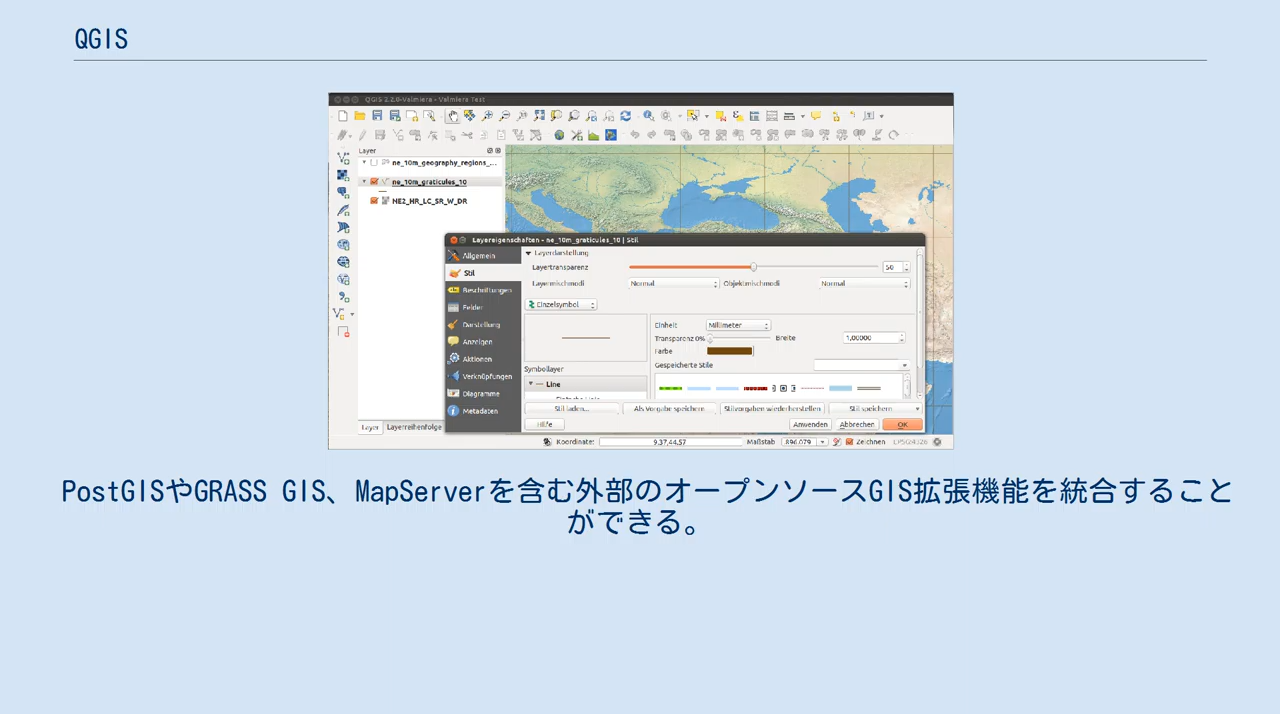 QGIS
QGIS 2.2.0-Valmiera - Valmiera Test
Layer
ne_10m_geography_regions_...
ne_10m_graticules_10
NE2_HR_LC_SR_W_DR
Layereigenschaften - ne_10m_graticules_10 | Stil
Allgemein
Stil
Beschriftungen
Felder
Darstellung
Anzeigen
Aktionen
Verknüpfungen
Diagramme
Metadaten
Layerdarstellung
Layertransparenz 50
Layermischmodi Normal Objektmischmodi Normal
Einzelsymbol
Einheit Millimeter
Transparenz 0% Breite 1,00000
Farbe
Gespeicherte Stile
Symbollayer
Line
Stil laden... Als Vorgabe speichern Stilvorgaben wiederherstellen Stil speichern
Hilfe Anwenden Abbrechen OK
Layer Layerreihenfolge
Koordinate: 9.37,44.57 Maßstab Zeichnen
PostGISやGRASS GIS、MapServerを含む外部のオープンソースGIS拡張機能を統合すること
ができる。